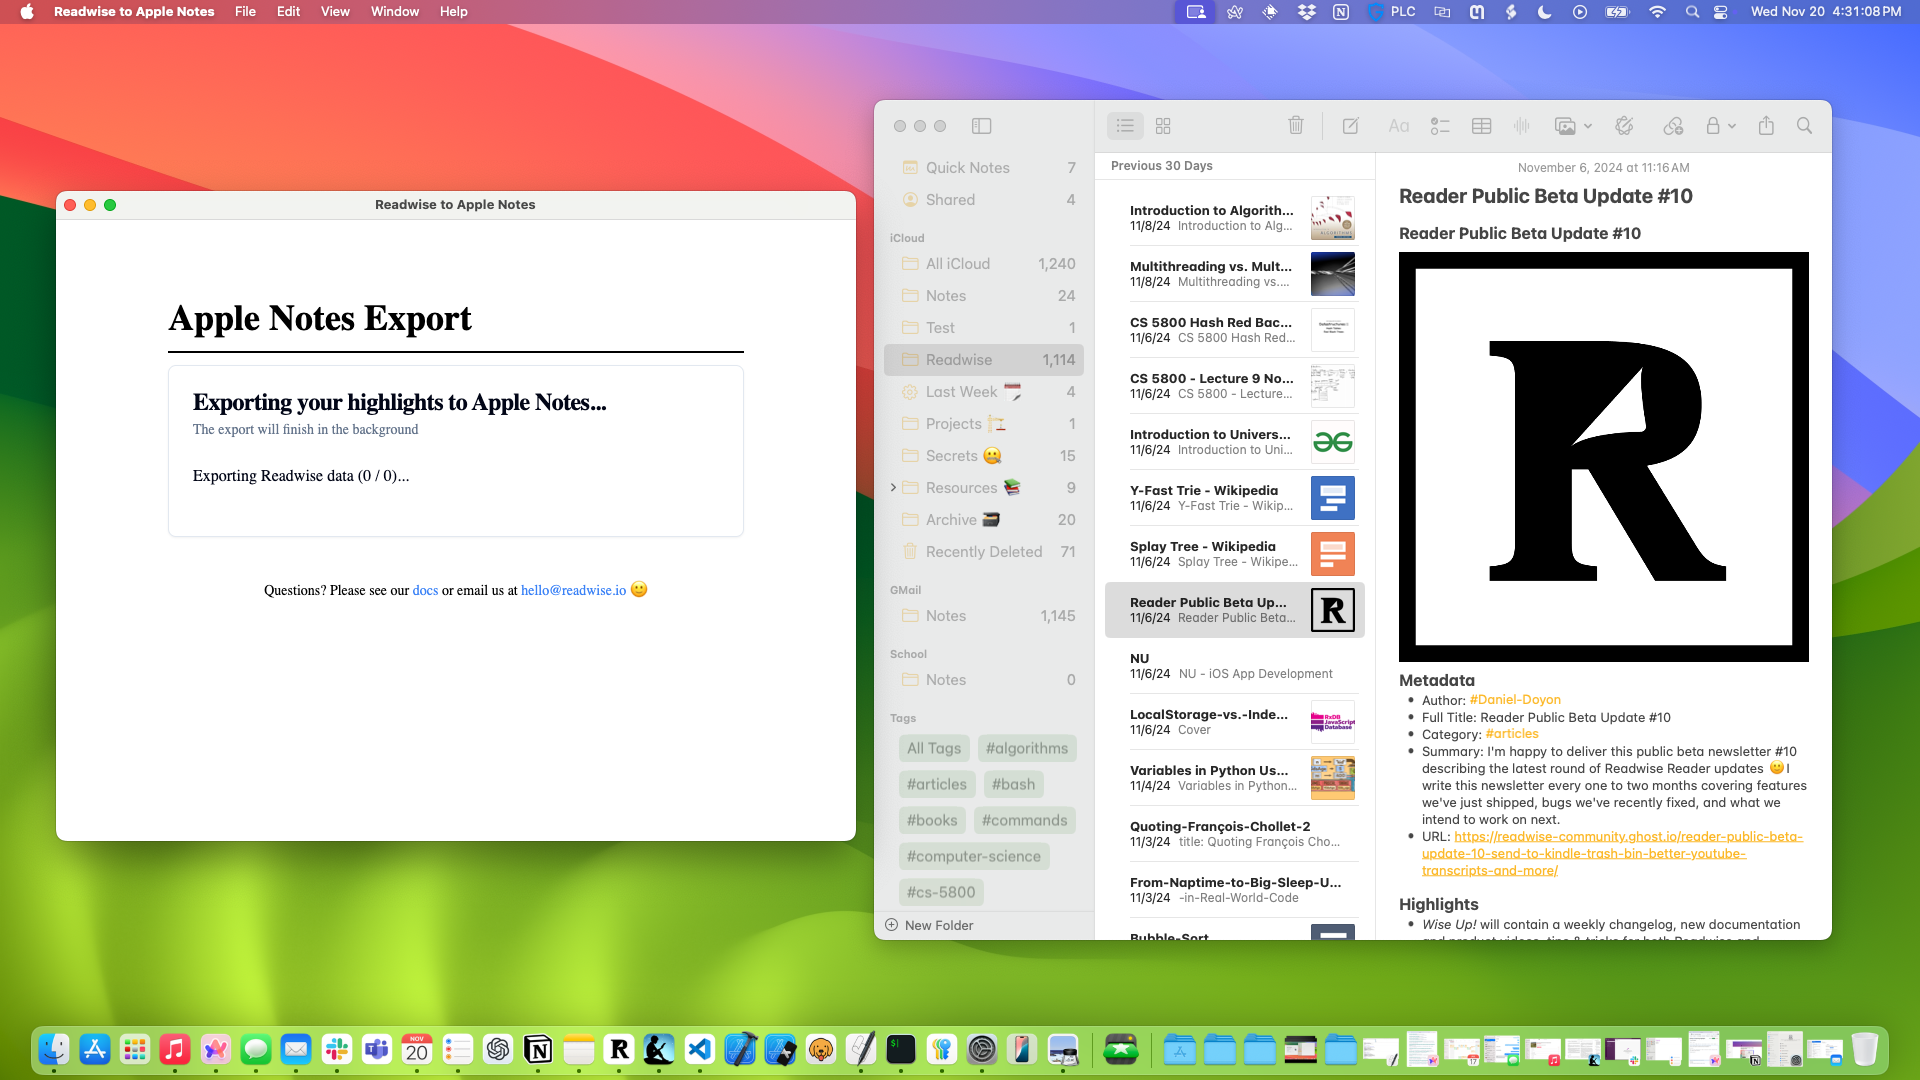 Readwise to Apple Notes File Edit View Window Help
PLC Wed Nov 20 4:31:08 PM
Readwise to Apple Notes
Apple Notes Export
Exporting your highlights to Apple Notes...
The export will finish in the background
Exporting Readwise data (0 / 0)...
Questions? Please see our docs or email us at hello@readwise.io 🙂
Quick Notes 7
Shared 4
iCloud
All iCloud 1,240
Notes 24
Test 1
Readwise 1,114
Last Week 4
Projects 1
Secrets 15
Resources 9
Archive 20
Recently Deleted 71
GMail
Notes 1,145
School
Notes 0
Tags
All Tags #algorithms
#articles #bash
#books #commands
#computer-science
#cs-5800
New Folder
Previous 30 Days
Introduction to Algorith...
11/8/24 Introduction to Alg...
Multithreading vs. Mult...
11/8/24 Multithreading vs....
CS 5800 Hash Red Bac...
11/6/24 CS 5800 Hash Red...
CS 5800 - Lecture 9 No...
11/6/24 CS 5800 - Lecture...
Introduction to Univers...
11/6/24 Introduction to Uni...
Y-Fast Trie - Wikipedia
11/6/24 Y-Fast Trie - Wikip...
Splay Tree - Wikipedia
11/6/24 Splay Tree - Wikipe...
Reader Public Beta Up...
11/6/24 Reader Public Beta...
R
NU
11/6/24 NU - iOS App Development
LocalStorage-vs.-Inde...
11/6/24 Cover
RxDB
JavaScript
Database
Variables in Python Us...
11/4/24 Variables in Python...
Quoting-François-Chollet-2
11/3/24 title: Quoting François Cho...
From-Naptime-to-Big-Sleep-U...
11/3/24 -in-Real-World-Code
Bubble-Sort
Aa
November 6, 2024 at 11:16 AM
Reader Public Beta Update #10
Reader Public Beta Update #10
R
Metadata
Author: #Daniel-Doyon
Full Title: Reader Public Beta Update #10
Category: #articles
Summary: I'm happy to deliver this public beta newsletter #10
describing the latest round of Readwise Reader updates 🙂 I
write this newsletter every one to two months covering features
we've just shipped, bugs we've recently fixed, and what we
intend to work on next.
URL: https://readwise-community.ghost.io/reader-public-beta-
update-10-send-to-kindle-trash-bin-better-youtube-
transcripts-and-more/
Highlights
Wise Up! will contain a weekly changelog, new documentation
and product videos, tips & tricks for both Readwise and
NOV
20
R